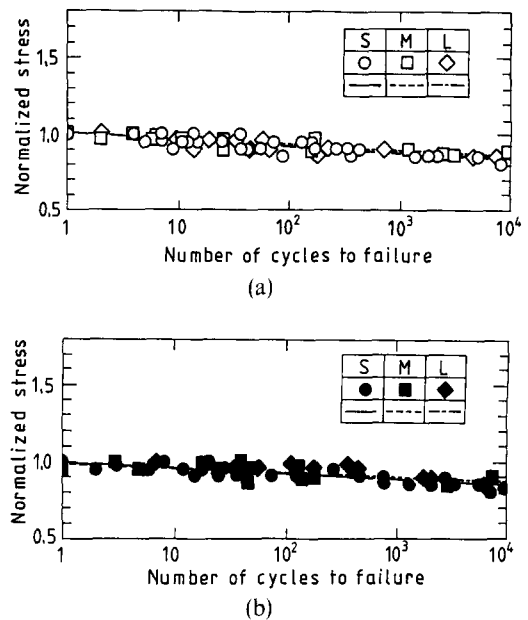 Normalized stress
1.5
1.0
0.5
S M L
1 10 10² 10³ 10⁴
Number of cycles to failure
(a)
Normalized stress
1.5
1.0
0.5
S M L
1 10 10² 10³ 10⁴
Number of cycles to failure
(b)